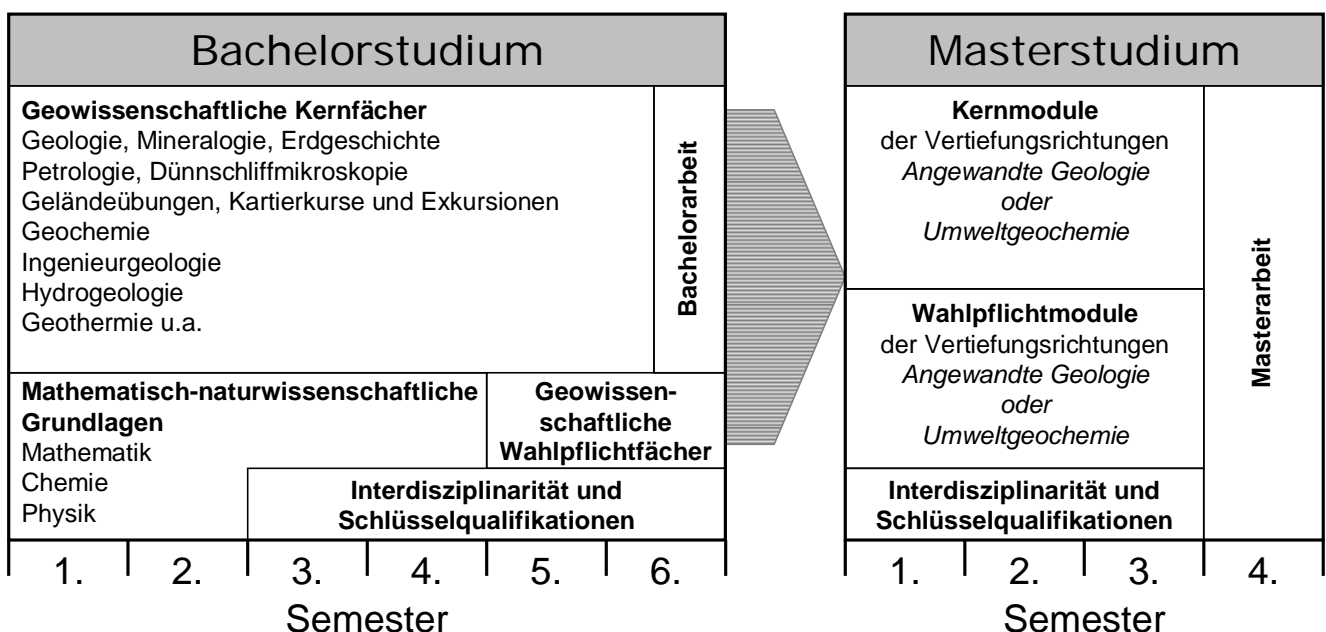 Bachelorstudium
Geowissenschaftliche Kernfächer
Geologie, Mineralogie, Erdgeschichte
Petrologie, Dünnschliffmikroskopie
Geländeübungen, Kartierkurse und Exkursionen
Geochemie
Ingenieurgeologie
Hydrogeologie
Geothermie u.a.
Bachelorarbeit
Mathematisch-naturwissenschaftliche
Grundlagen
Mathematik
Chemie
Physik
Geowissen-
schaftliche
Wahlpflichtfächer
Interdisziplinarität und
Schlüsselqualifikationen
1. 2. 3. 4. 5. 6.
Semester
Masterstudium
Kernmodule
der Vertiefungsrichtungen
Angewandte Geologie
oder
Umweltgeochemie
Wahlpflichtmodule
der Vertiefungsrichtungen
Angewandte Geologie
oder
Umweltgeochemie
Interdisziplinarität und
Schlüsselqualifikationen
Masterarbeit
1. 2. 3. 4.
Semester